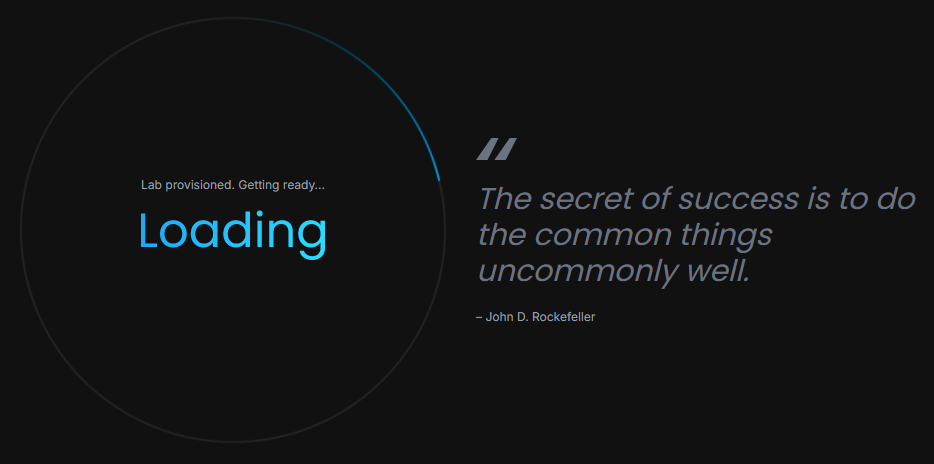 Lab provisioned. Getting ready...
Loading
The secret of success is to do
the common things
uncommonly well.
– John D. Rockefeller